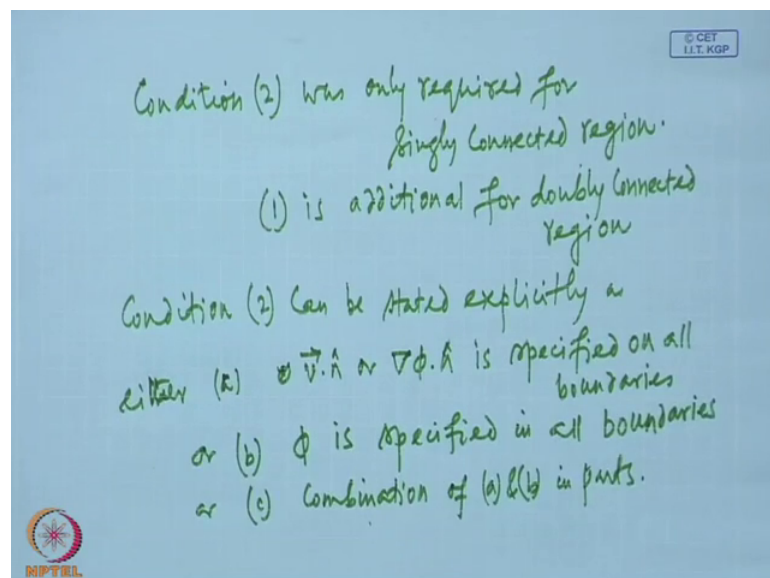 © CET
I.I.T. KGP
Condition (2) was only required for
singly connected region.
(1) is additional for doubly connected
region
Condition (2) can be stated explicitly as
either (a) v⃗.n̂ or ∇ϕ.n̂ is specified on all
boundaries
or (b) ϕ is specified in all boundaries
or (c) combination of (a) & (b) in parts.
NPTEL